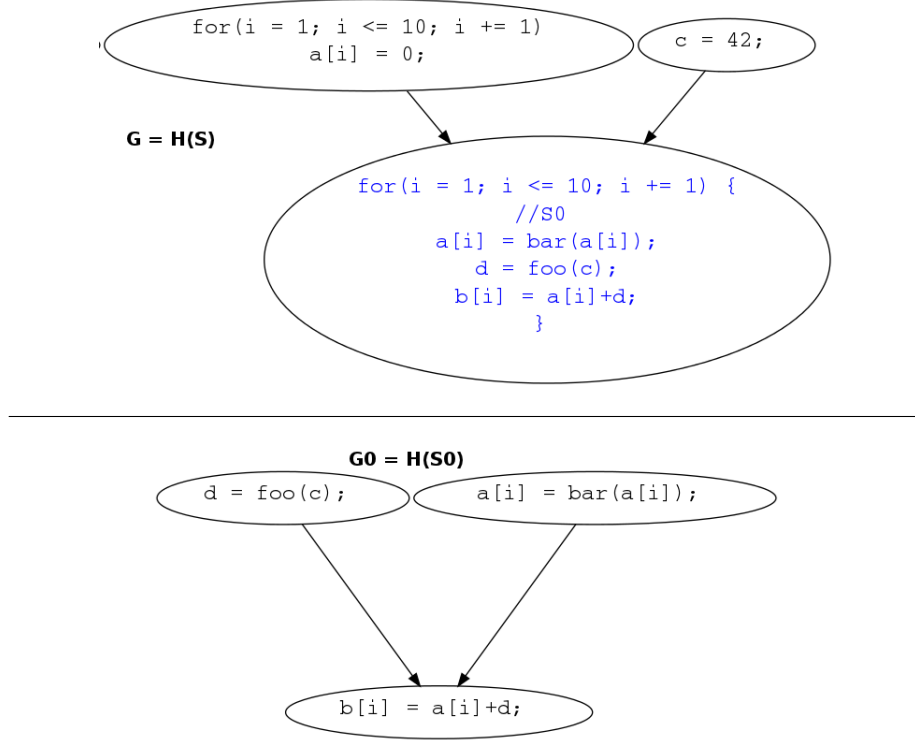 for(i = 1; i <= 10; i += 1)
a[i] = 0;
c = 42;
G = H(S)
for(i = 1; i <= 10; i += 1) {
//S0
a[i] = bar(a[i]);
d = foo(c);
b[i] = a[i]+d;
}
G0 = H(S0)
d = foo(c);
a[i] = bar(a[i]);
b[i] = a[i]+d;